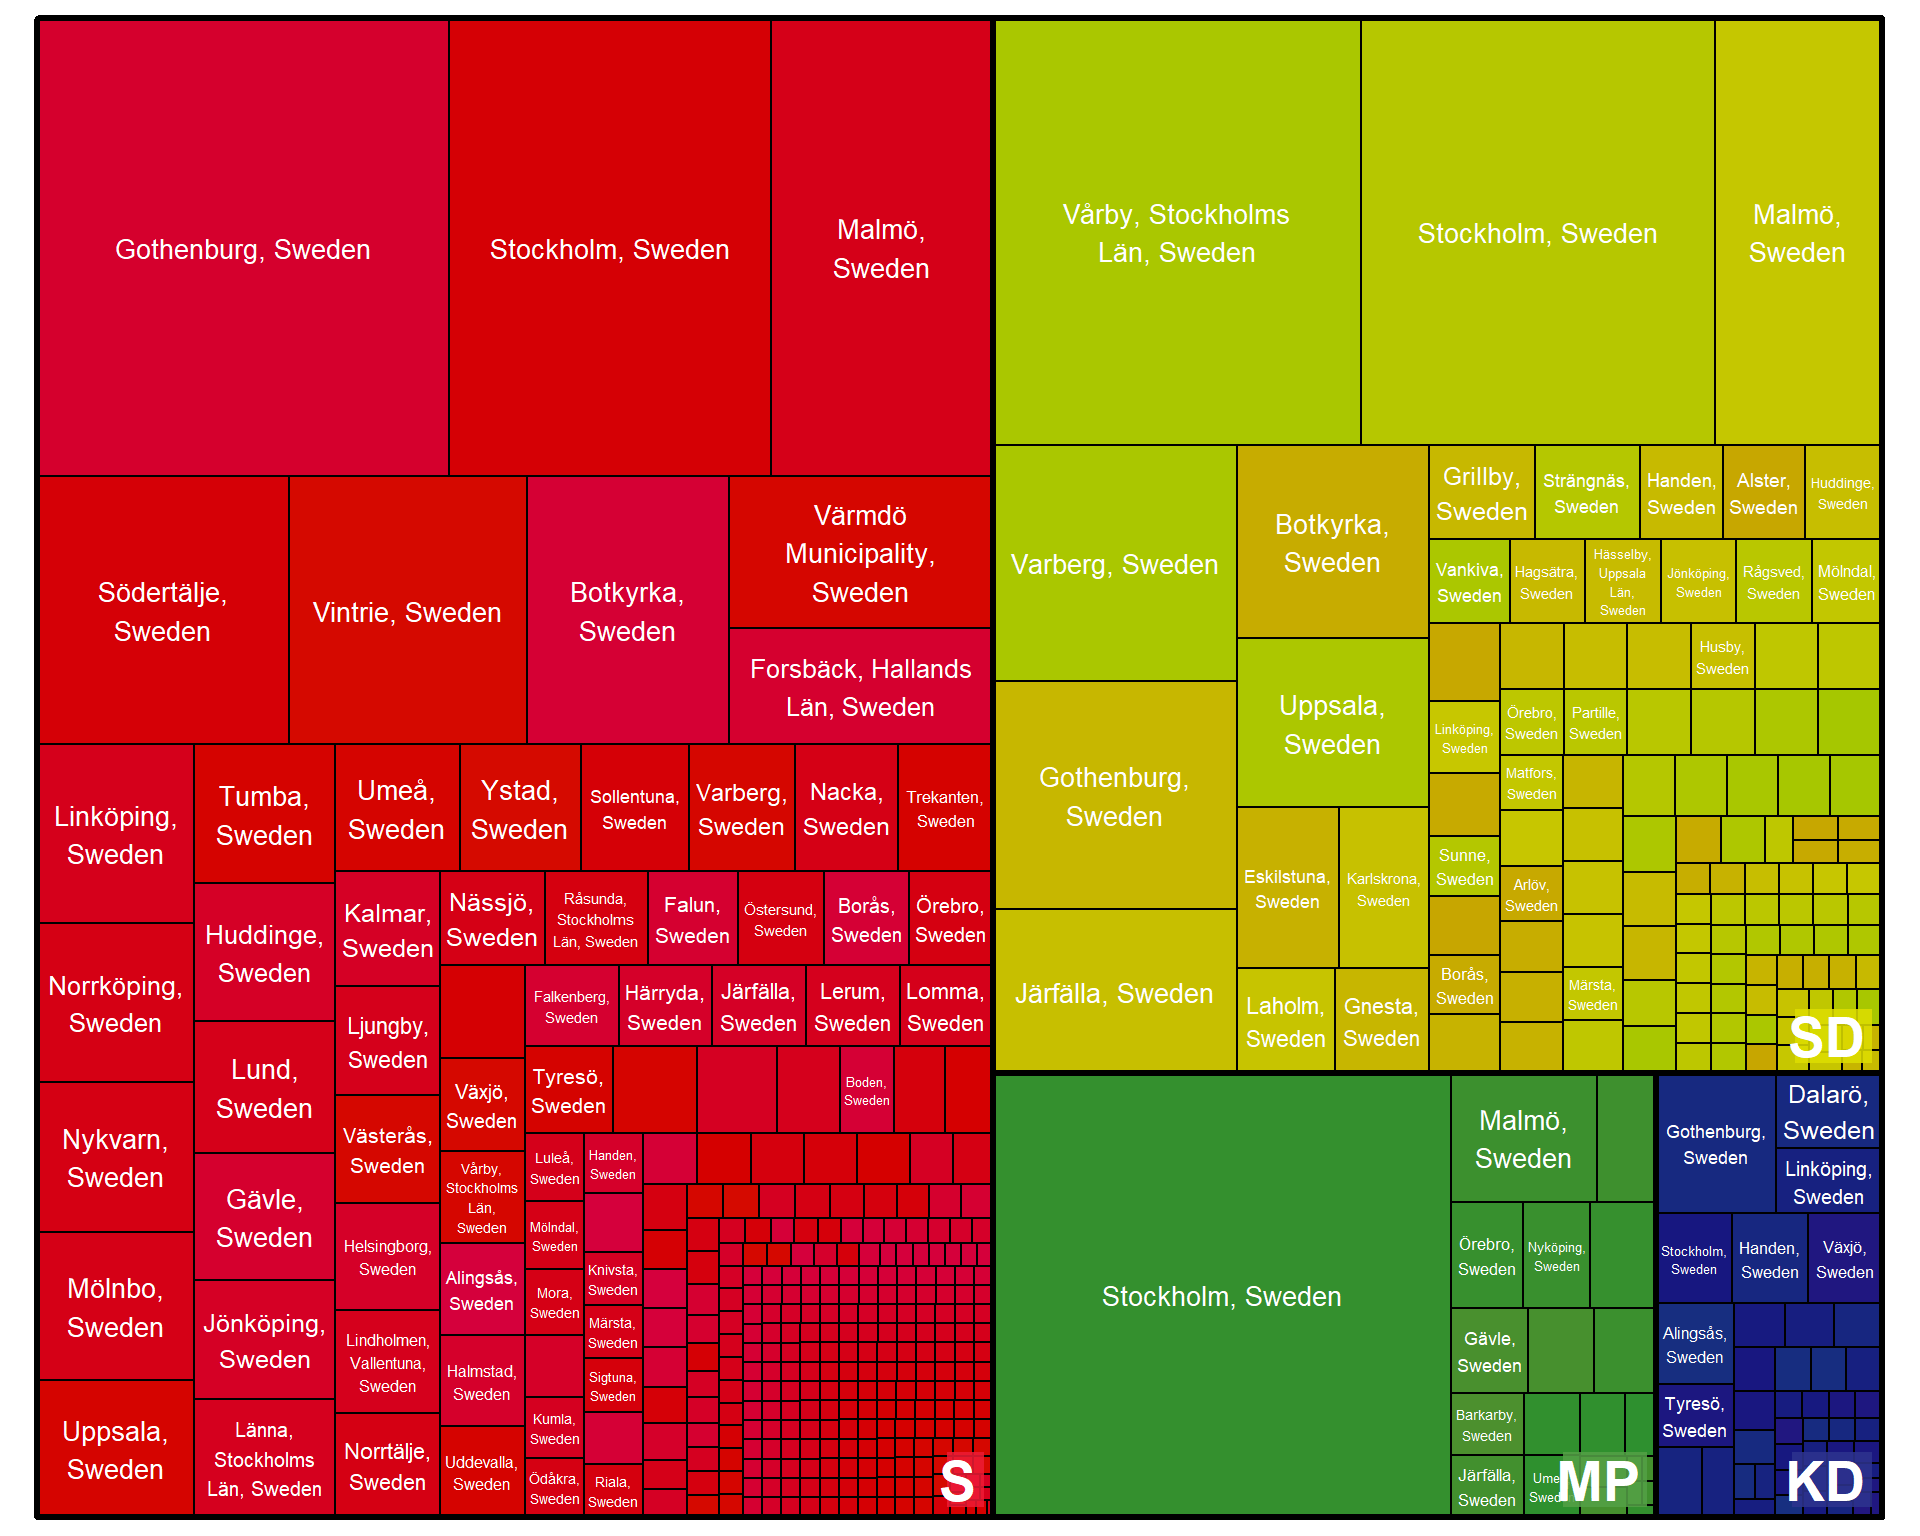 Gothenburg, Sweden
Stockholm, Sweden
Malmö,
Sweden
Södertälje,
Sweden
Vintrie, Sweden
Botkyrka,
Sweden
Värmdö
Municipality,
Sweden
Forsbäck, Hallands
Län, Sweden
Linköping,
Sweden
Norrköping,
Sweden
Nykvarn,
Sweden
Mölnbo,
Sweden
Uppsala,
Sweden
Tumba,
Sweden
Huddinge,
Sweden
Lund,
Sweden
Gävle,
Sweden
Jönköping,
Sweden
Länna,
Stockholms
Län, Sweden
Umeå,
Sweden
Ystad,
Sweden
Sollentuna,
Sweden
Varberg,
Sweden
Nacka,
Sweden
Trekanten,
Sweden
Kalmar,
Sweden
Ljungby,
Sweden
Västerås,
Sweden
Helsingborg,
Sweden
Lindholmen,
Vallentuna,
Sweden
Norrtälje,
Sweden
Nässjö,
Sweden
Råsunda,
Stockholms
Län, Sweden
Falun,
Sweden
Östersund,
Sweden
Borås,
Sweden
Örebro,
Sweden
Växjö,
Sweden
Vårby,
Stockholms
Län,
Sweden
Alingsås,
Sweden
Halmstad,
Sweden
Uddevalla,
Sweden
Falkenberg,
Sweden
Härryda,
Sweden
Järfälla,
Sweden
Lerum,
Sweden
Lomma,
Sweden
Tyresö,
Sweden
Boden,
Sweden
Luleå,
Sweden
Mölndal,
Sweden
Mora,
Sweden
Kumla,
Sweden
Ödåkra,
Sweden
Handen,
Sweden
Knivsta,
Sweden
Märsta,
Sweden
Sigtuna,
Sweden
Riala,
Sweden
S
Vårby, Stockholms
Län, Sweden
Stockholm, Sweden
Malmö,
Sweden
Varberg, Sweden
Gothenburg,
Sweden
Järfälla, Sweden
Botkyrka,
Sweden
Uppsala,
Sweden
Eskilstuna,
Sweden
Karlskrona,
Sweden
Laholm,
Sweden
Gnesta,
Sweden
Grillby,
Sweden
Strängnäs,
Sweden
Handen,
Sweden
Alster,
Sweden
Huddinge,
Sweden
Vankiva,
Sweden
Hagsätra,
Sweden
Hässelby,
Uppsala
Län,
Sweden
Jönköping,
Sweden
Rågsved,
Sweden
Mölndal,
Sweden
Husby,
Sweden
Linköping,
Sweden
Örebro,
Sweden
Partille,
Sweden
Matfors,
Sweden
Sunne,
Sweden
Arlöv,
Sweden
Borås,
Sweden
Märsta,
Sweden
SD
Stockholm, Sweden
Malmö,
Sweden
Örebro,
Sweden
Nyköping,
Sweden
Gävle,
Sweden
Barkarby,
Sweden
Järfälla,
Sweden
Ume
Swed
MP
Gothenburg,
Sweden
Dalarö,
Sweden
Linköping,
Sweden
Stockholm,
Sweden
Handen,
Sweden
Växjö,
Sweden
Alingsås,
Sweden
Tyresö,
Sweden
KD